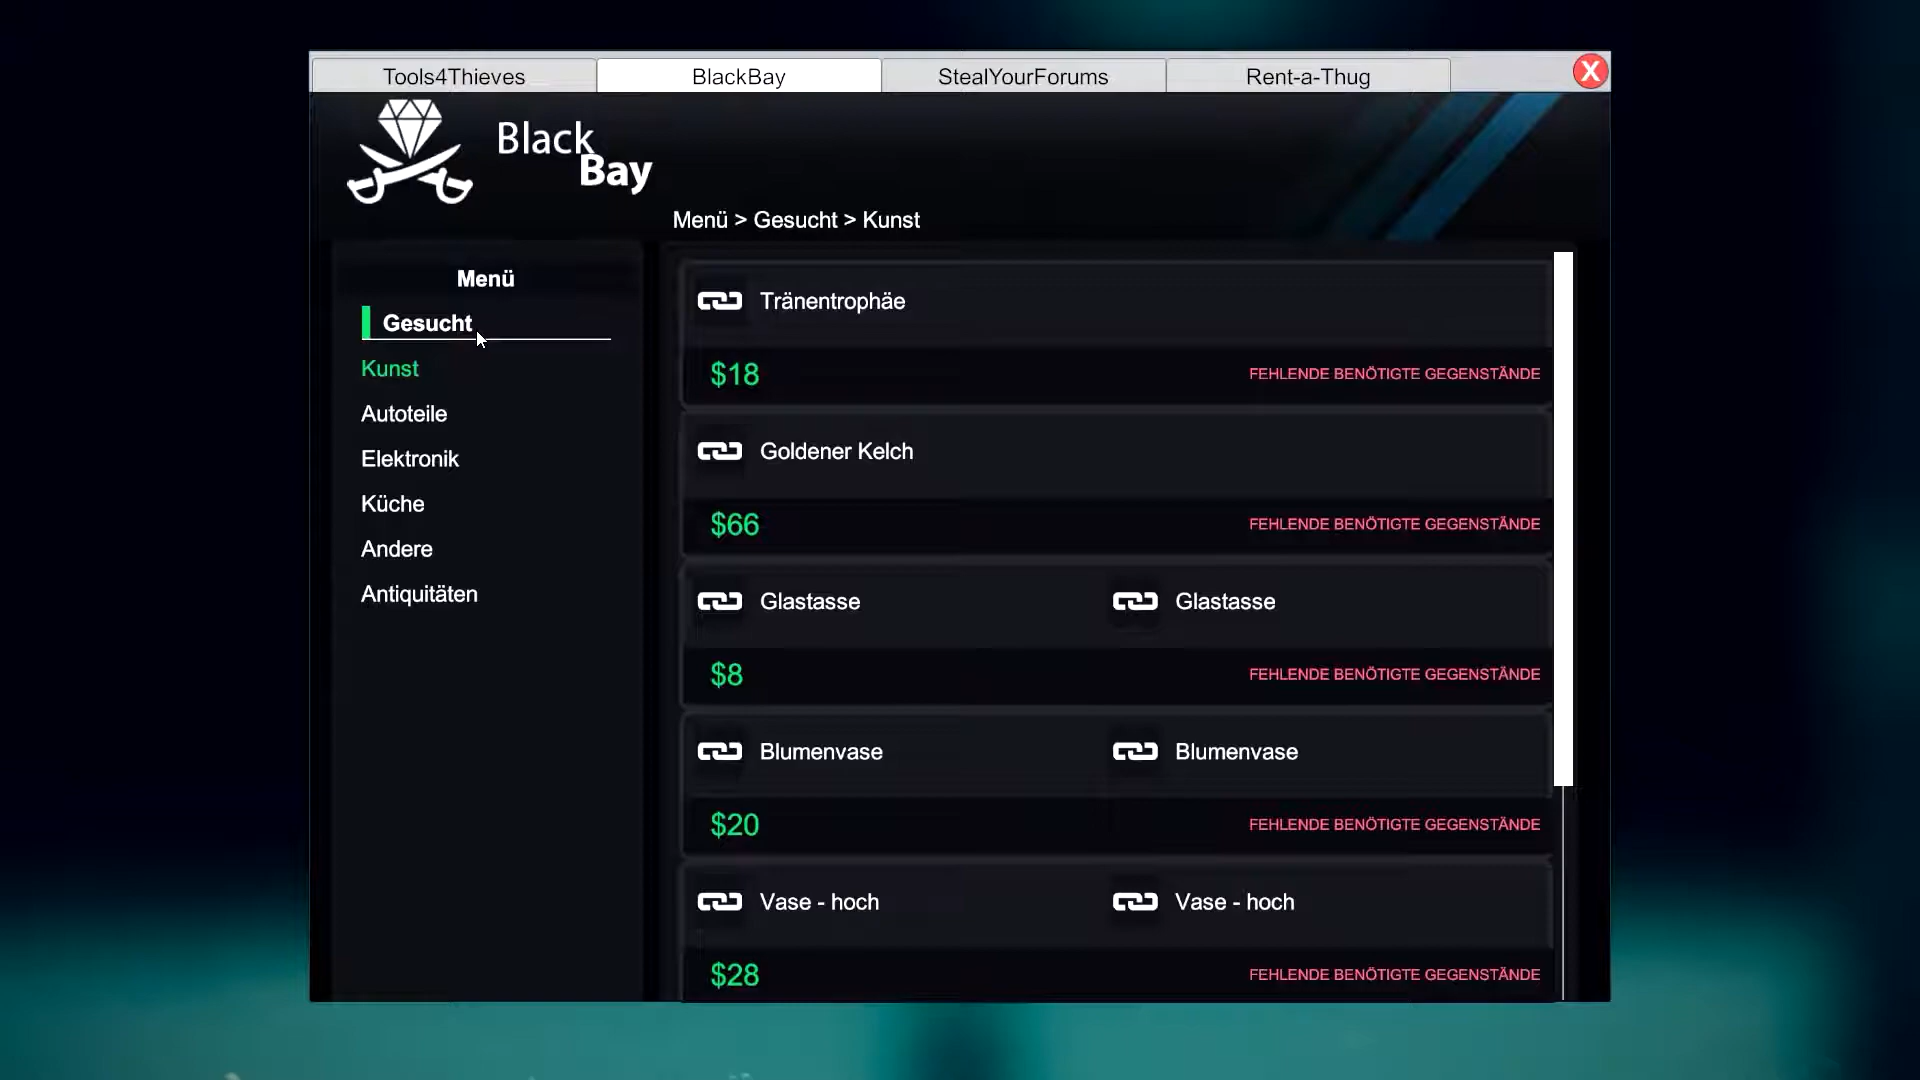 Tools4Thieves
BlackBay
StealYourForums
Rent-a-Thug
X
Black
Bay
Menü > Gesucht > Kunst
Menü
Gesucht
Kunst
Autoteile
Elektronik
Küche
Andere
Antiquitäten
Tränentrophäe
$18
FEHLENDE BENÖTIGTE GEGENSTÄNDE
Goldener Kelch
$66
FEHLENDE BENÖTIGTE GEGENSTÄNDE
Glastasse
Glastasse
$8
FEHLENDE BENÖTIGTE GEGENSTÄNDE
Blumenvase
Blumenvase
$20
FEHLENDE BENÖTIGTE GEGENSTÄNDE
Vase - hoch
Vase - hoch
$28
FEHLENDE BENÖTIGTE GEGENSTÄNDE